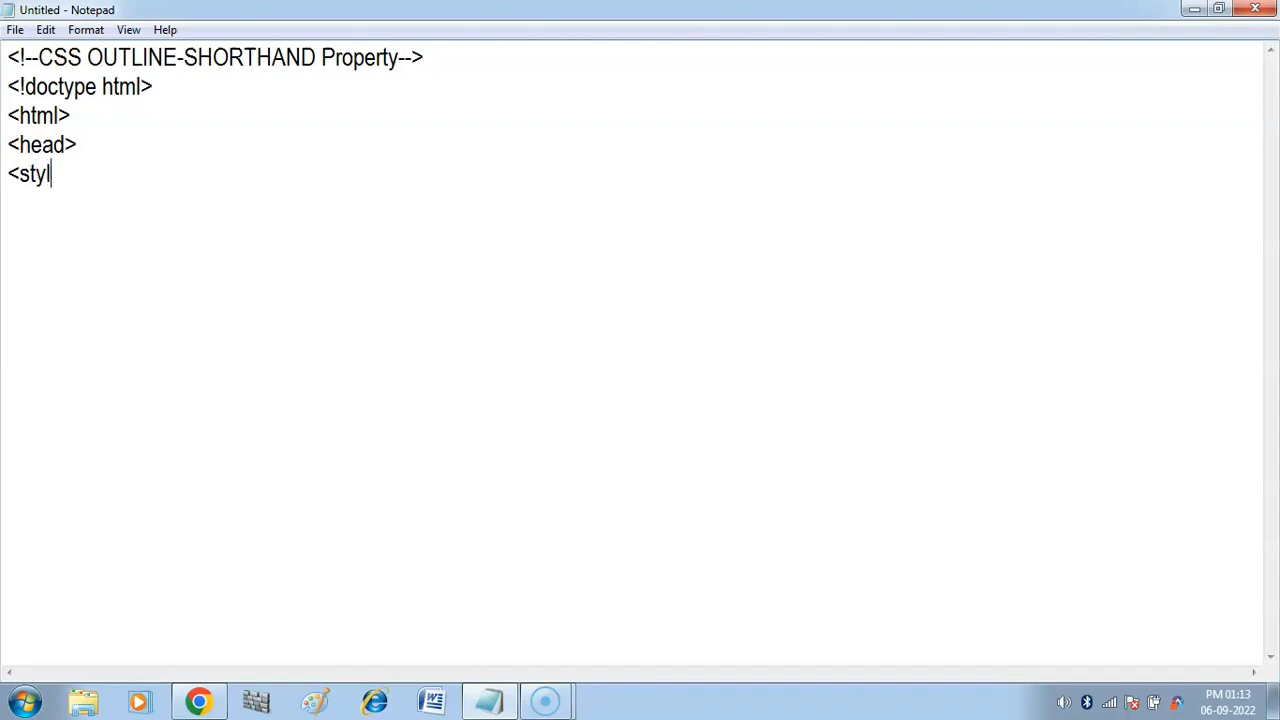 Untitled - Notepad
File Edit Format View Help
<!--CSS OUTLINE-SHORTHAND Property-->
<!doctype html>
<html>
<head>
<styl
PM 01:13
06-09-2022